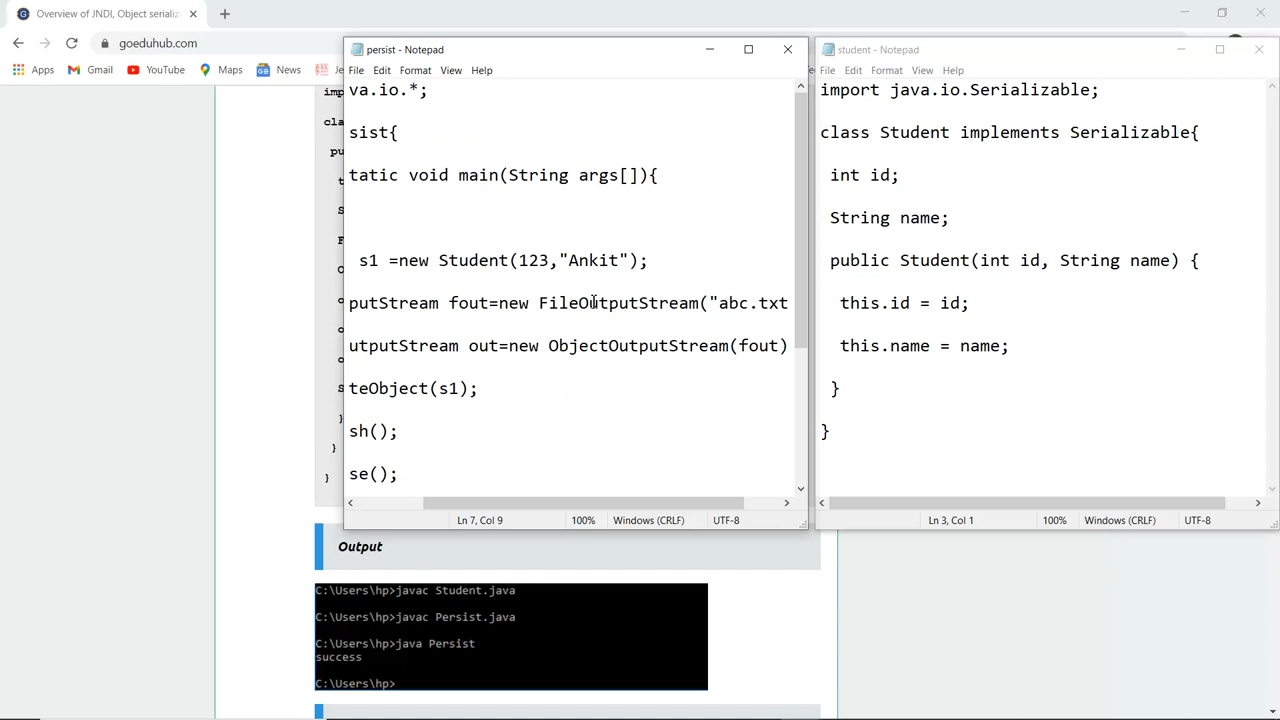 Overview of JNDI, Object serializ
goeduhub.com
Apps Gmail YouTube Maps News Je
persist - Notepad
File Edit Format View Help
va.io.*;
sist{
tatic void main(String args[]){
s1 =new Student(123,"Ankit");
putStream fout=new FileOutputStream("abc.txt
utputStream out=new ObjectOutputStream(fout)
teObject(s1);
sh();
se();
Ln 7, Col 9 100% Windows (CRLF) UTF-8
student - Notepad
File Edit Format View Help
import java.io.Serializable;
class Student implements Serializable{
int id;
String name;
public Student(int id, String name) {
this.id = id;
this.name = name;
}
}
Ln 3, Col 1 100% Windows (CRLF) UTF-8
imp
cla
pu
t
S
F
O
o
o
o
S
}
}
}
Output
C:\Users\hp>javac Student.java
C:\Users\hp>javac Persist.java
C:\Users\hp>java Persist
success
C:\Users\hp>